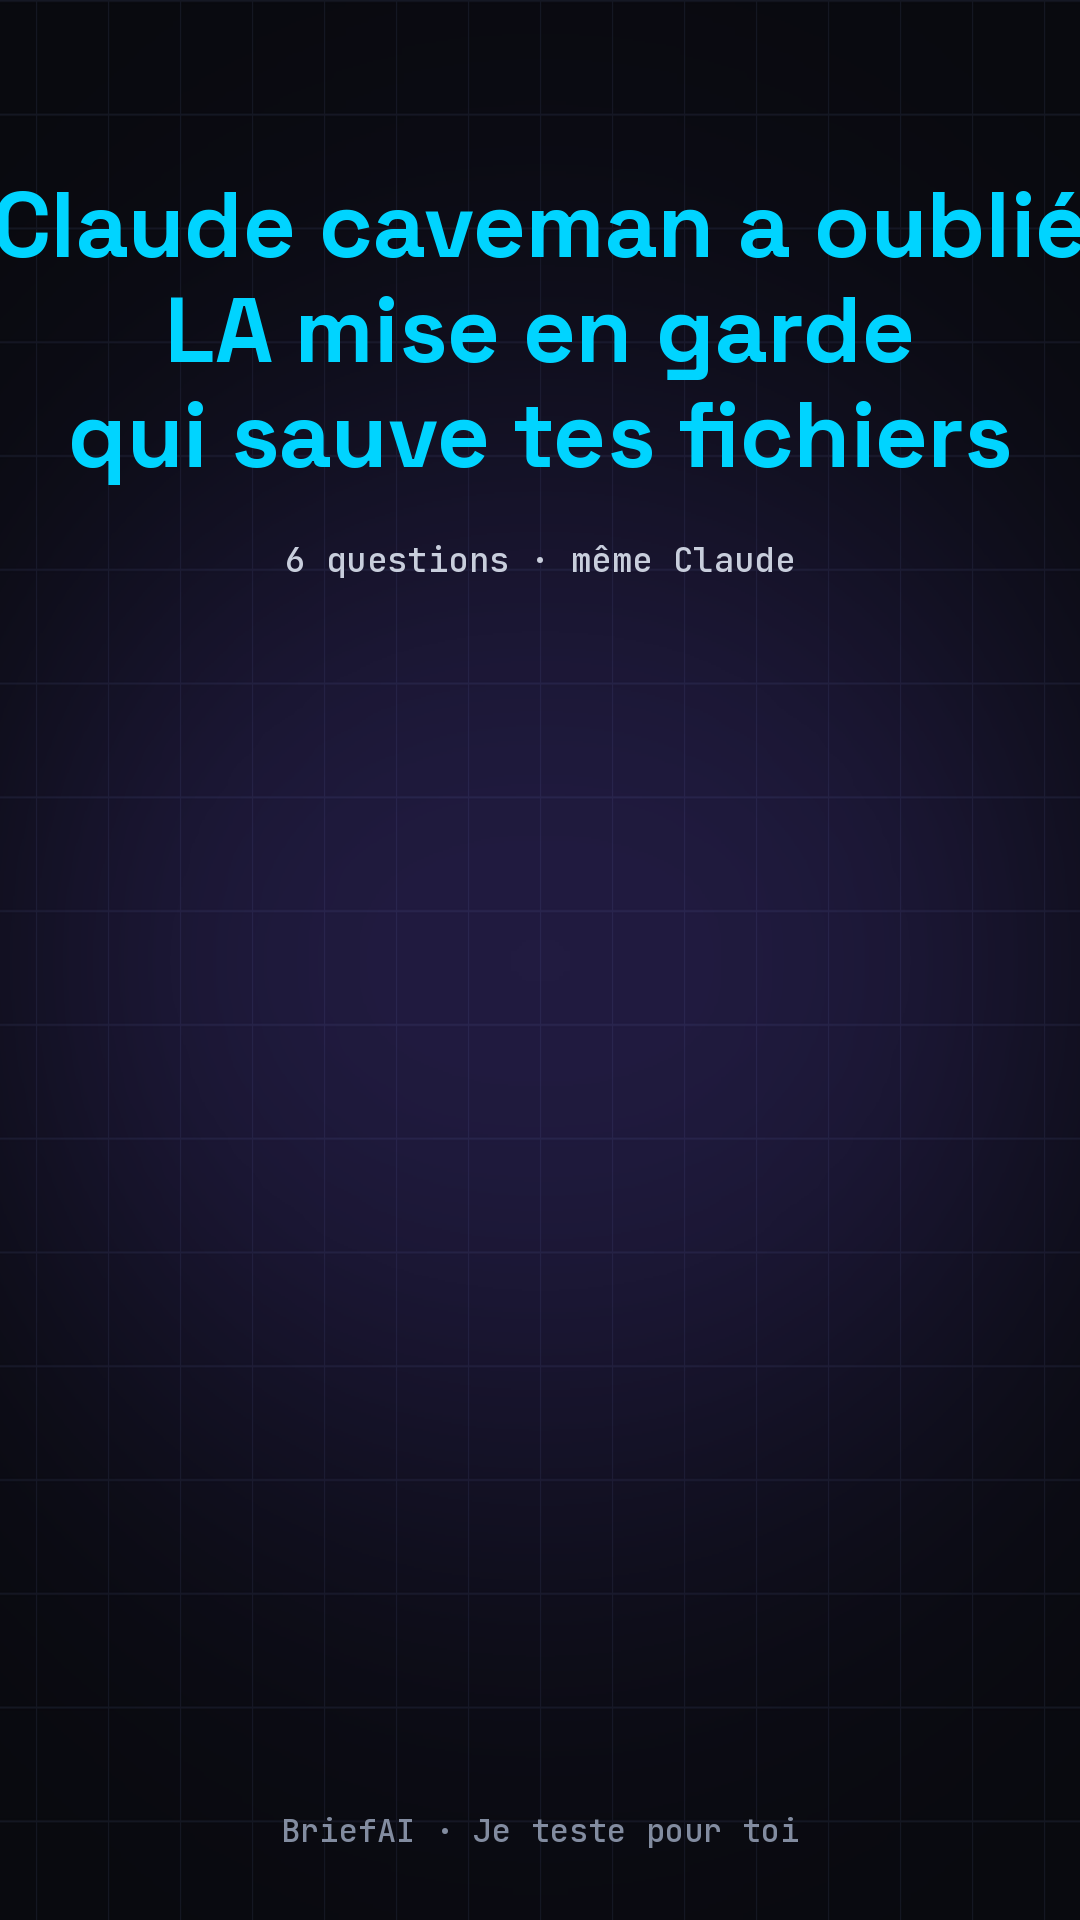 Claude caveman a oublié
LA mise en garde
qui sauve tes fichiers
6 questions · même Claude
BriefAI · Je teste pour toi